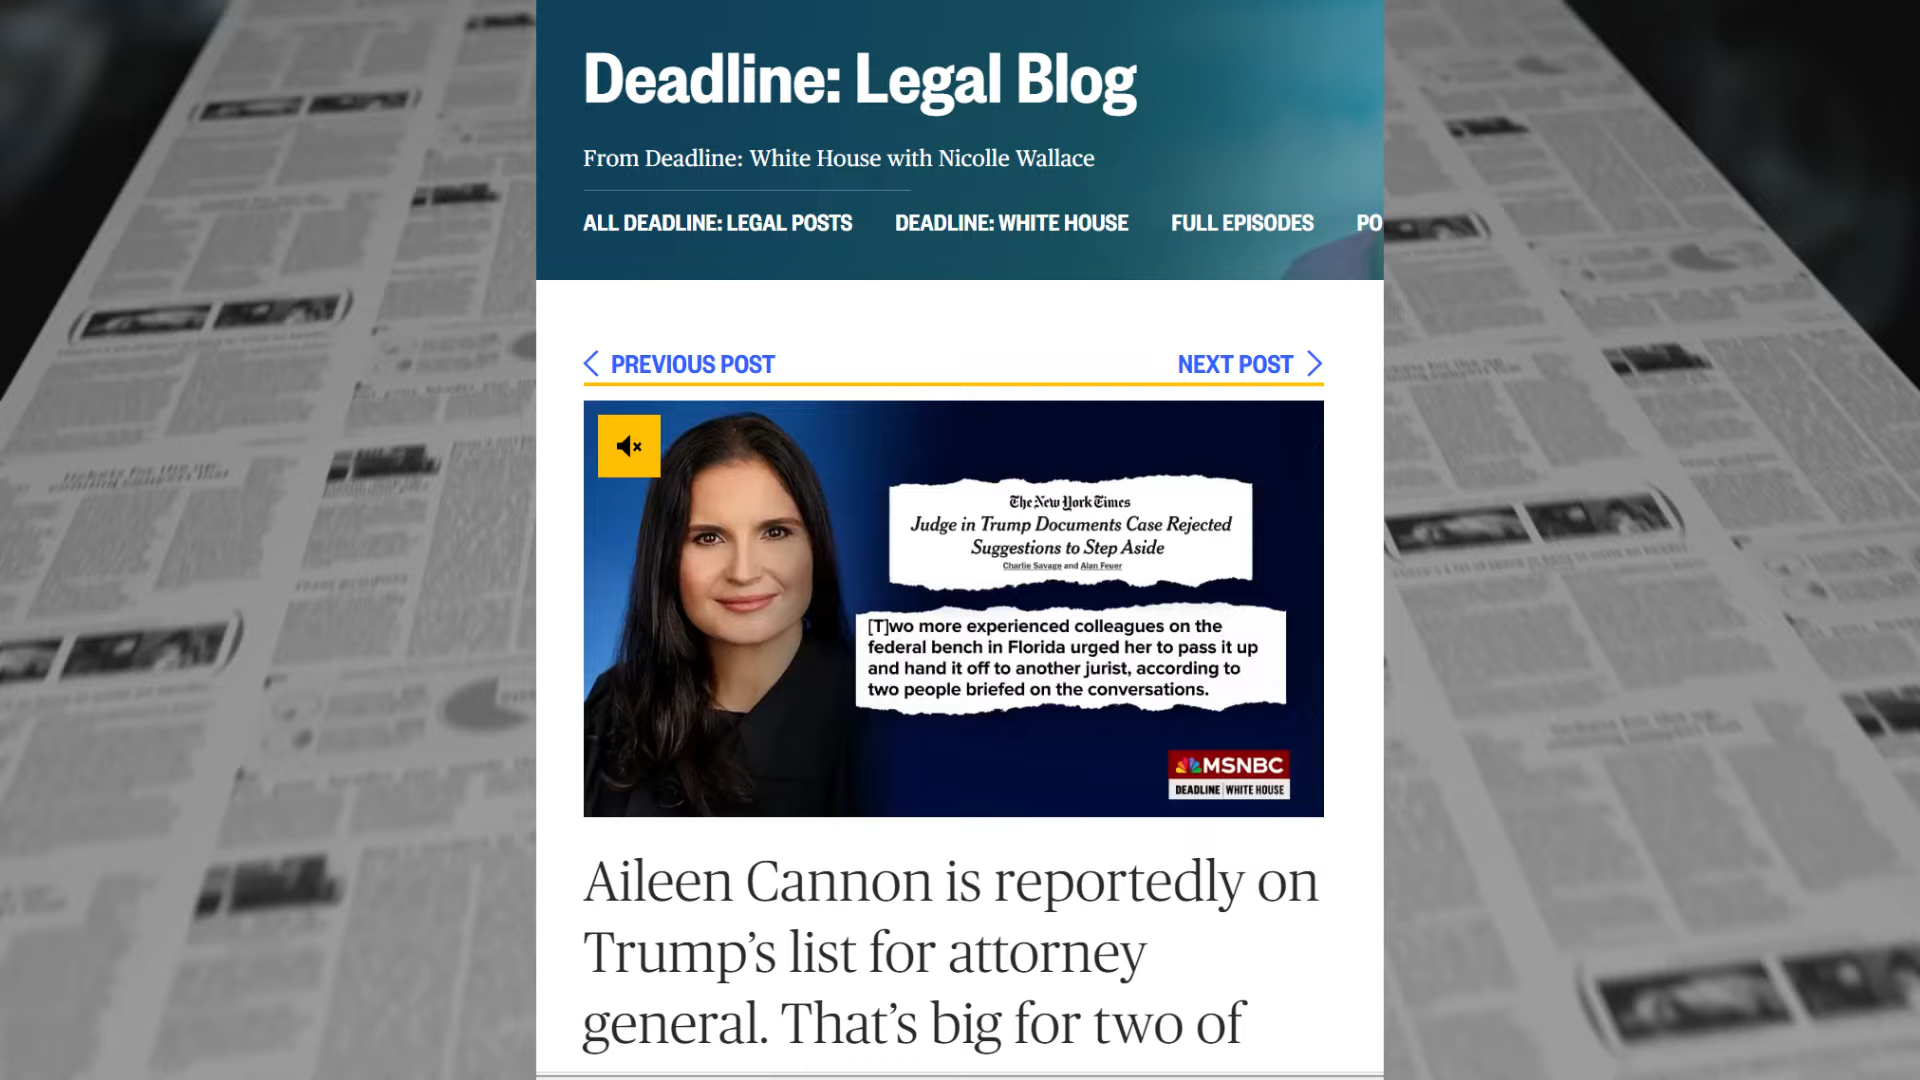 Deadline: Legal Blog
From Deadline: White House with Nicolle Wallace
ALL DEADLINE: LEGAL POSTS DEADLINE: WHITE HOUSE FULL EPISODES PO
PREVIOUS POST NEXT POST
The New York Times
Judge in Trump Documents Case Rejected
Suggestions to Step Aside
Charlie Savage and Alan Feuer
[T]wo more experienced colleagues on the
federal bench in Florida urged her to pass it up
and hand it off to another jurist, according to
two people briefed on the conversations.
MSNBC
DEADLINE WHITE HOUSE
Aileen Cannon is reportedly on
Trump’s list for attorney
general. That’s big for two of